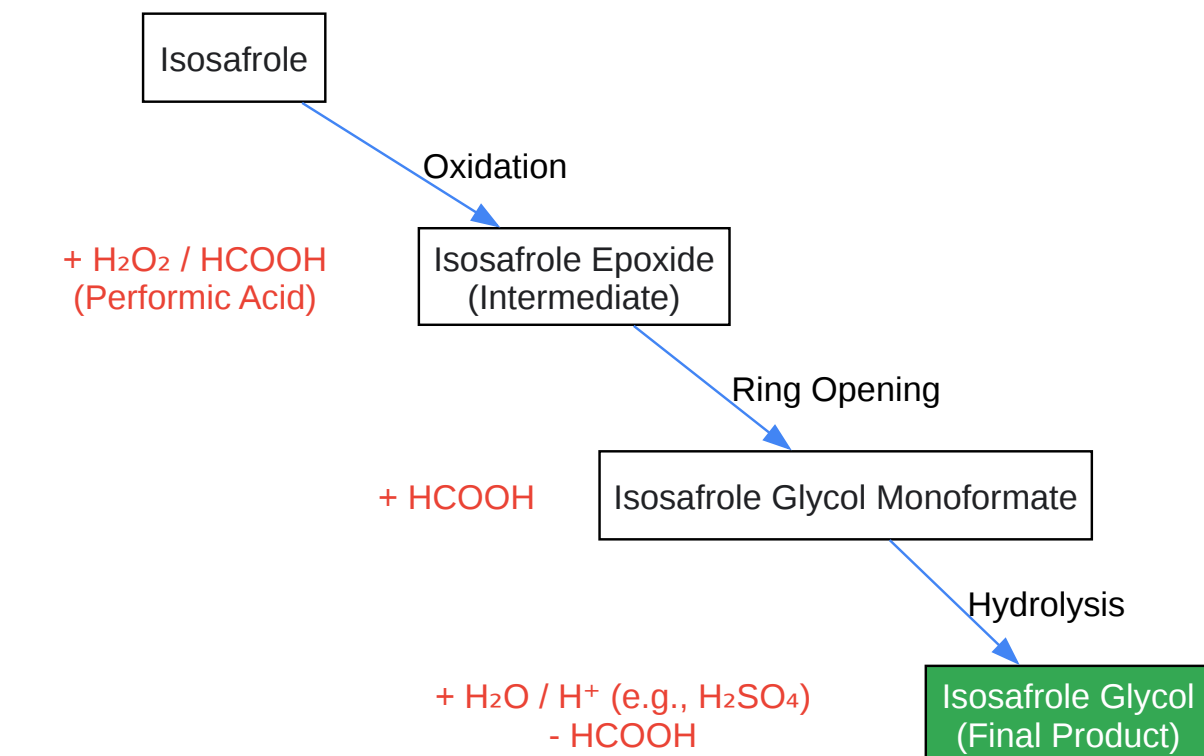 Isosafrole
Oxidation
+ H₂O₂ / HCOOH
(Performic Acid)
Isosafrole Epoxide
(Intermediate)
Ring Opening
+ HCOOH
Isosafrole Glycol Monoformate
Hydrolysis
+ H₂O / H⁺ (e.g., H₂SO₄)
- HCOOH
Isosafrole Glycol
(Final Product)